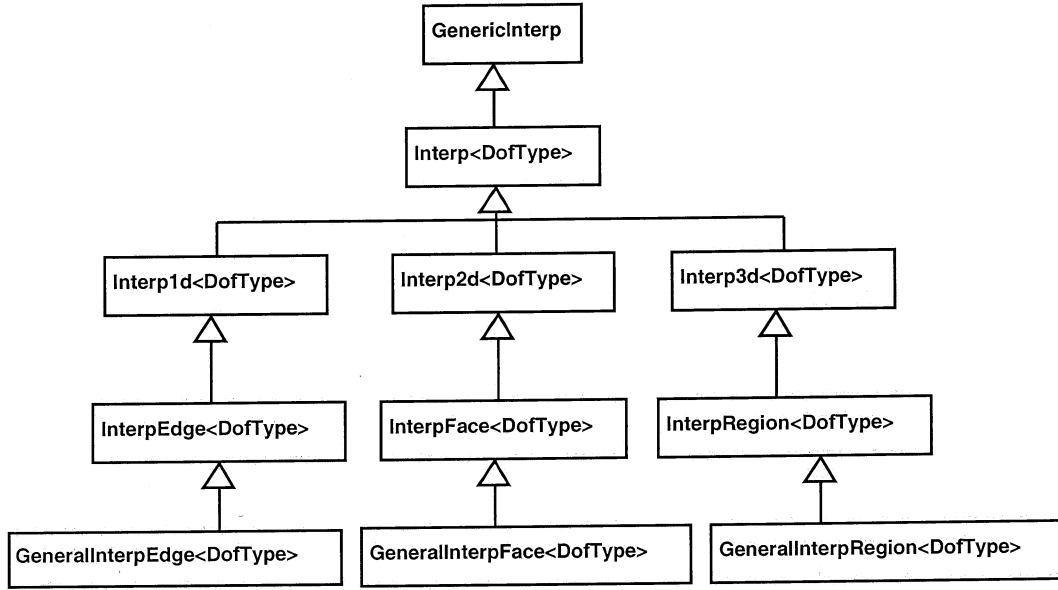 GenericInterp
Interp<DofType>
Interp1d<DofType>
Interp2d<DofType>
Interp3d<DofType>
InterpEdge<DofType>
InterpFace<DofType>
InterpRegion<DofType>
GeneralInterpEdge<DofType>
GeneralInterpFace<DofType>
GeneralInterpRegion<DofType>